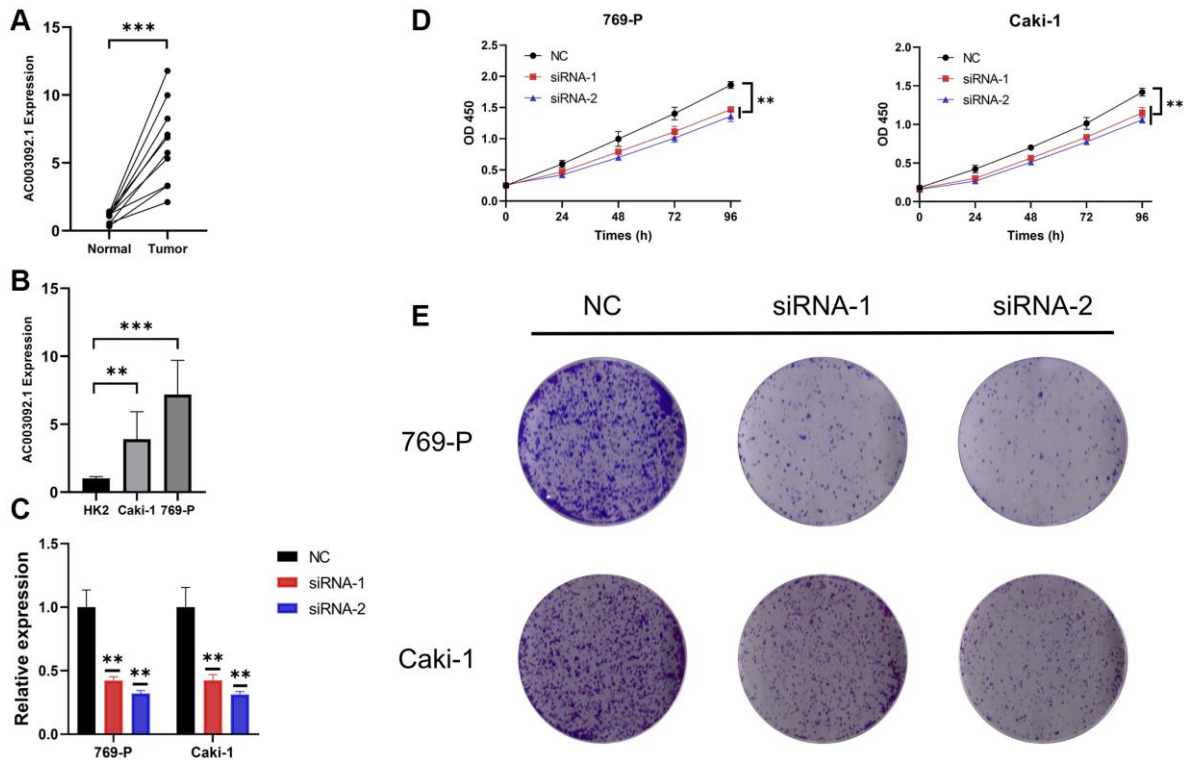 A
***
15
10
5
0
AC003092.1 Expression
Normal Tumor
B
***
**
15
10
5
0
AC003092.1 Expression
HK2 Caki-1 769-P
C
1.5
1.0
0.5
0.0
Relative expression
** ** ** **
769-P Caki-1
NC
siRNA-1
siRNA-2
D
769-P
2.5
2.0
1.5
1.0
0.5
0.0
OD 450
NC
siRNA-1
siRNA-2
**
0 24 48 72 96
Times (h)
Caki-1
2.0
1.5
1.0
0.5
0.0
OD 450
NC
siRNA-1
siRNA-2
**
0 24 48 72 96
Times (h)
E
NC siRNA-1 siRNA-2
769-P
Caki-1